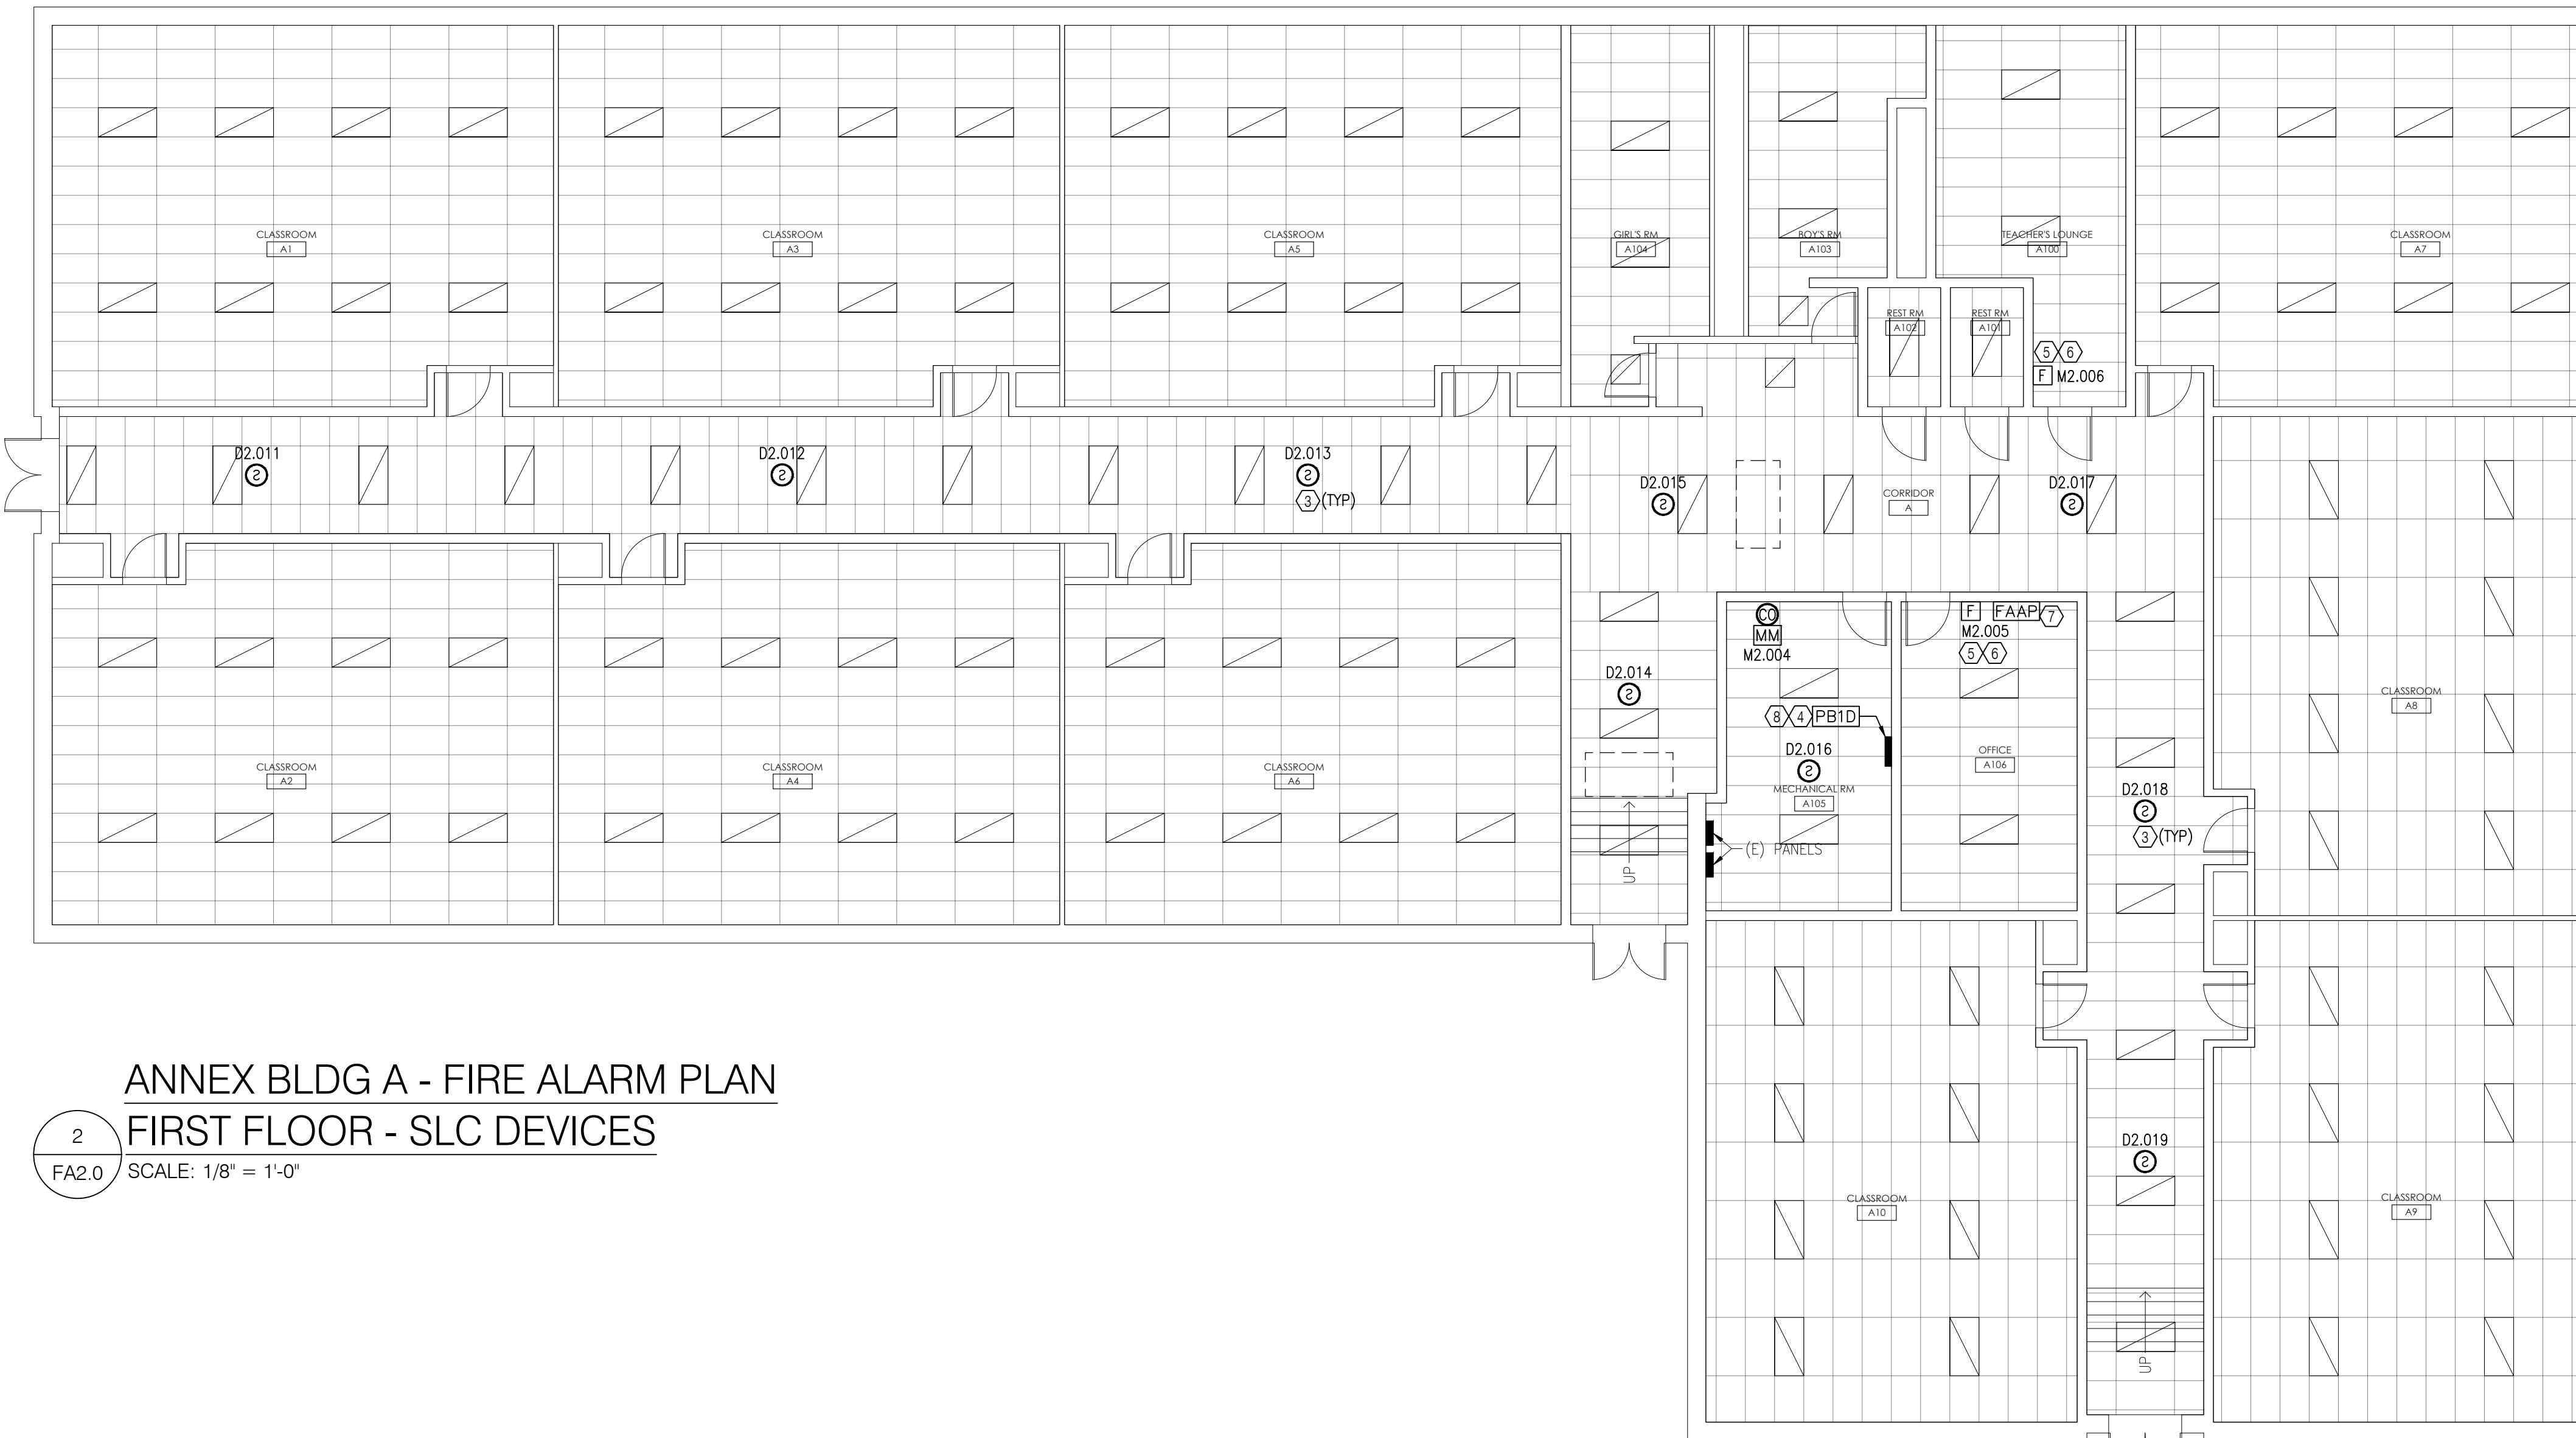 CLASSROOM
A1
CLASSROOM
A3
CLASSROOM
A5
GIRL'S RM
A104
BOY'S RM
A103
TEACHER'S LOUNGE
A100
CLASSROOM
A7
REST RM
A102
REST RM
A101
5 6
F M2.006
D2.011
2
D2.012
2
D2.013
2
3 (TYP)
D2.015
2
CORRIDOR
A
D2.017
2
CO
MM
M2.004
F FAAP 7
M2.005
5 6
D2.014
2
8 4 PB1D
D2.016
2
MECHANICAL RM
A105
OFFICE
A106
CLASSROOM
A8
CLASSROOM
A2
CLASSROOM
A4
CLASSROOM
A6
D2.018
2
3 (TYP)
(E) PANELS
UP
D2.019
2
CLASSROOM
A10
CLASSROOM
A9
UP
ANNEX BLDG A - FIRE ALARM PLAN
FIRST FLOOR - SLC DEVICES
2
FA2.0
SCALE: 1/8" = 1'-0"